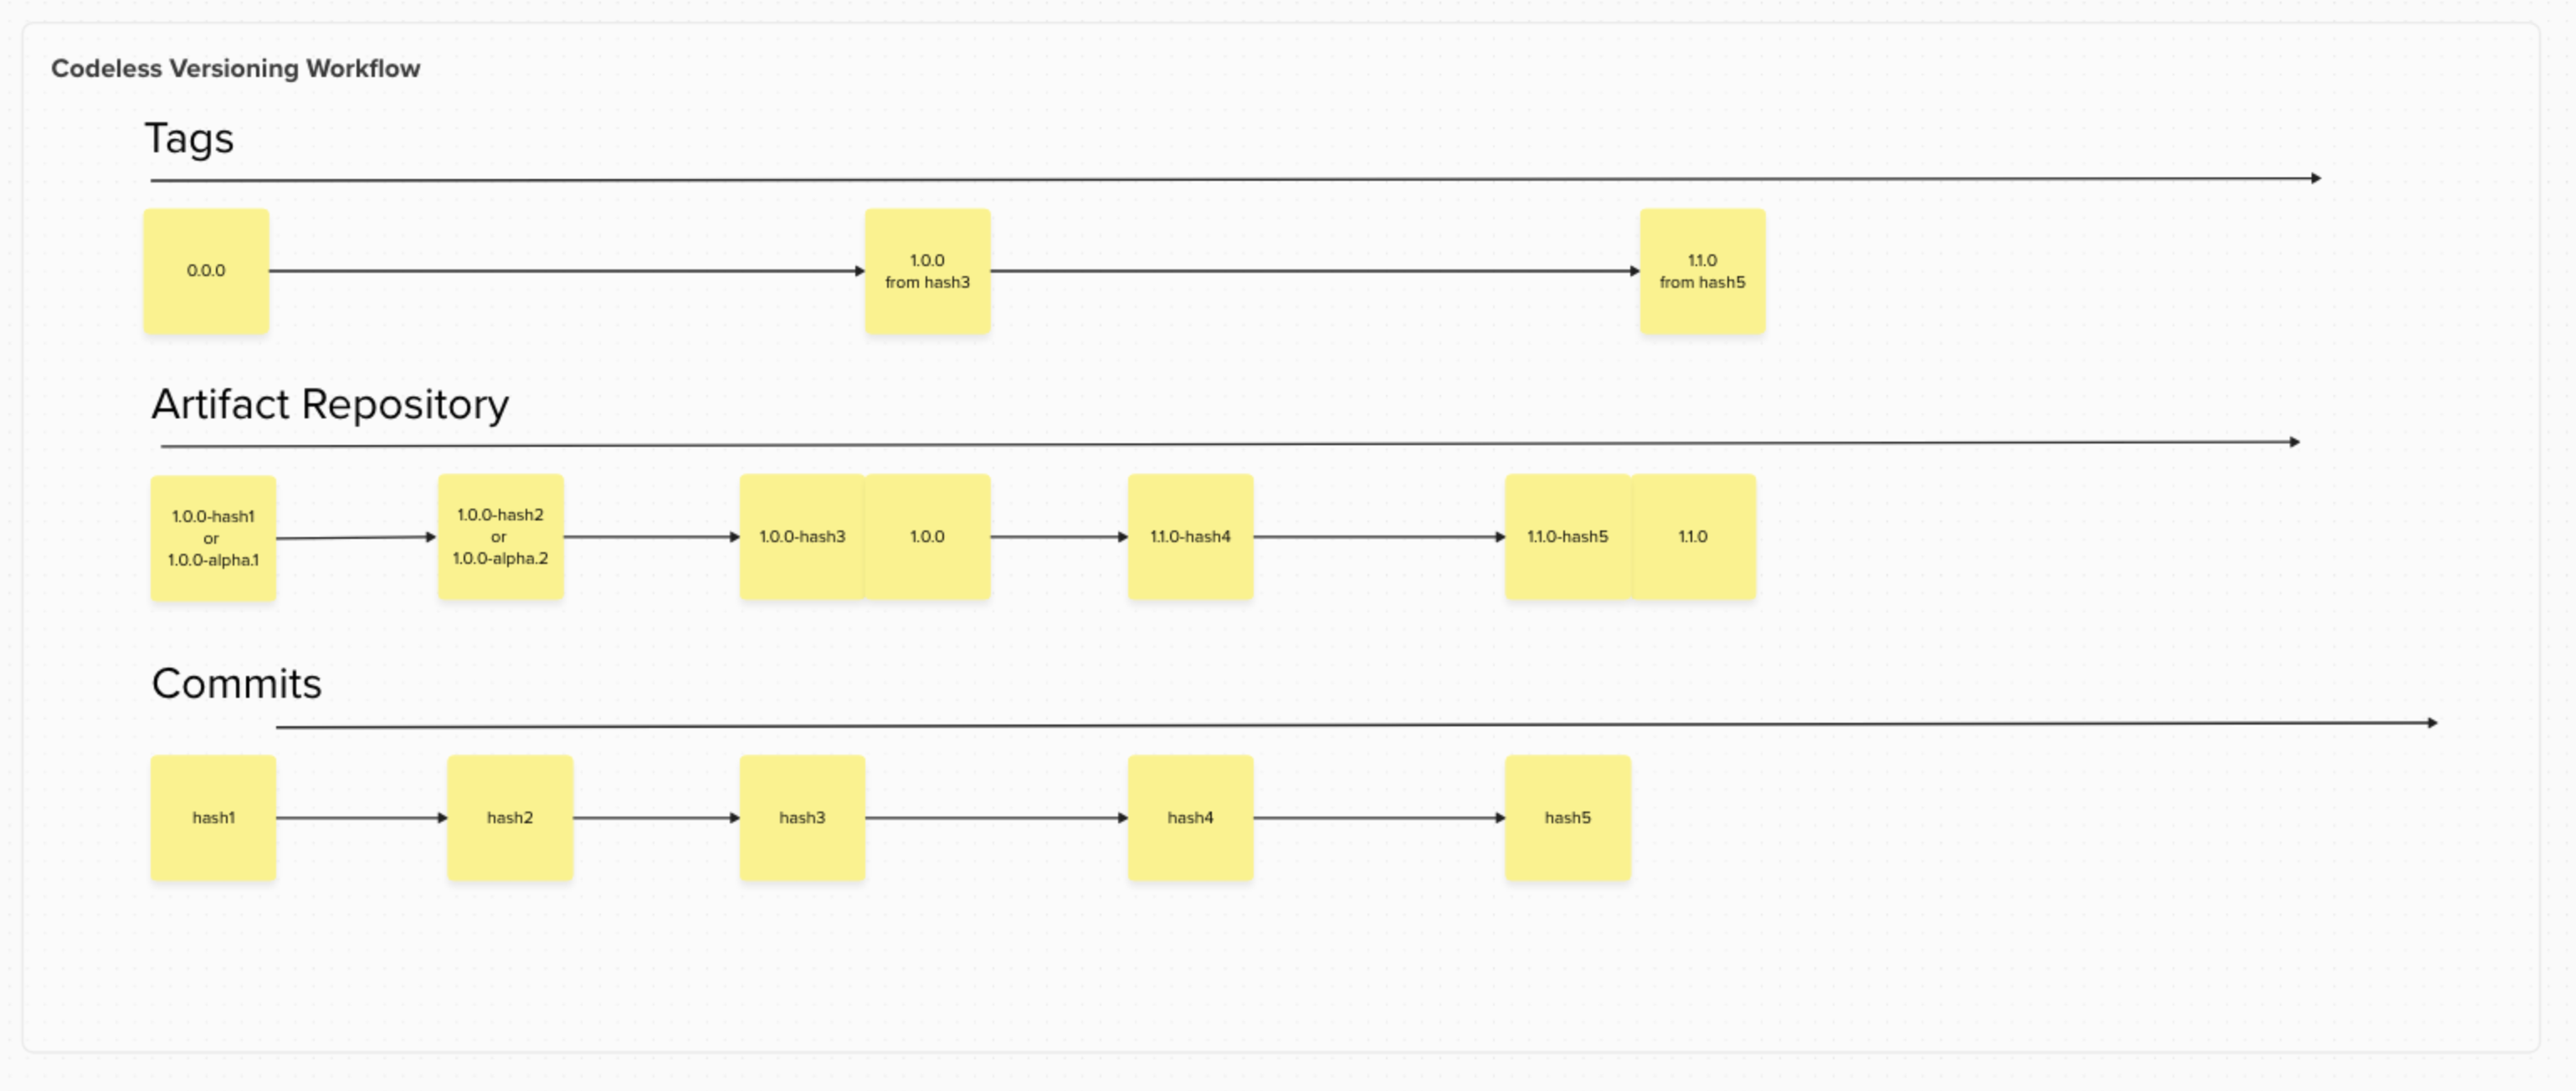 Codeless Versioning Workflow
Tags
0.0.0
1.0.0
from hash3
1.1.0
from hash5
Artifact Repository
1.0.0-hash1
or
1.0.0-alpha.1
1.0.0-hash2
or
1.0.0-alpha.2
1.0.0-hash3
1.0.0
1.1.0-hash4
1.1.0-hash5
1.1.0
Commits
hash1
hash2
hash3
hash4
hash5